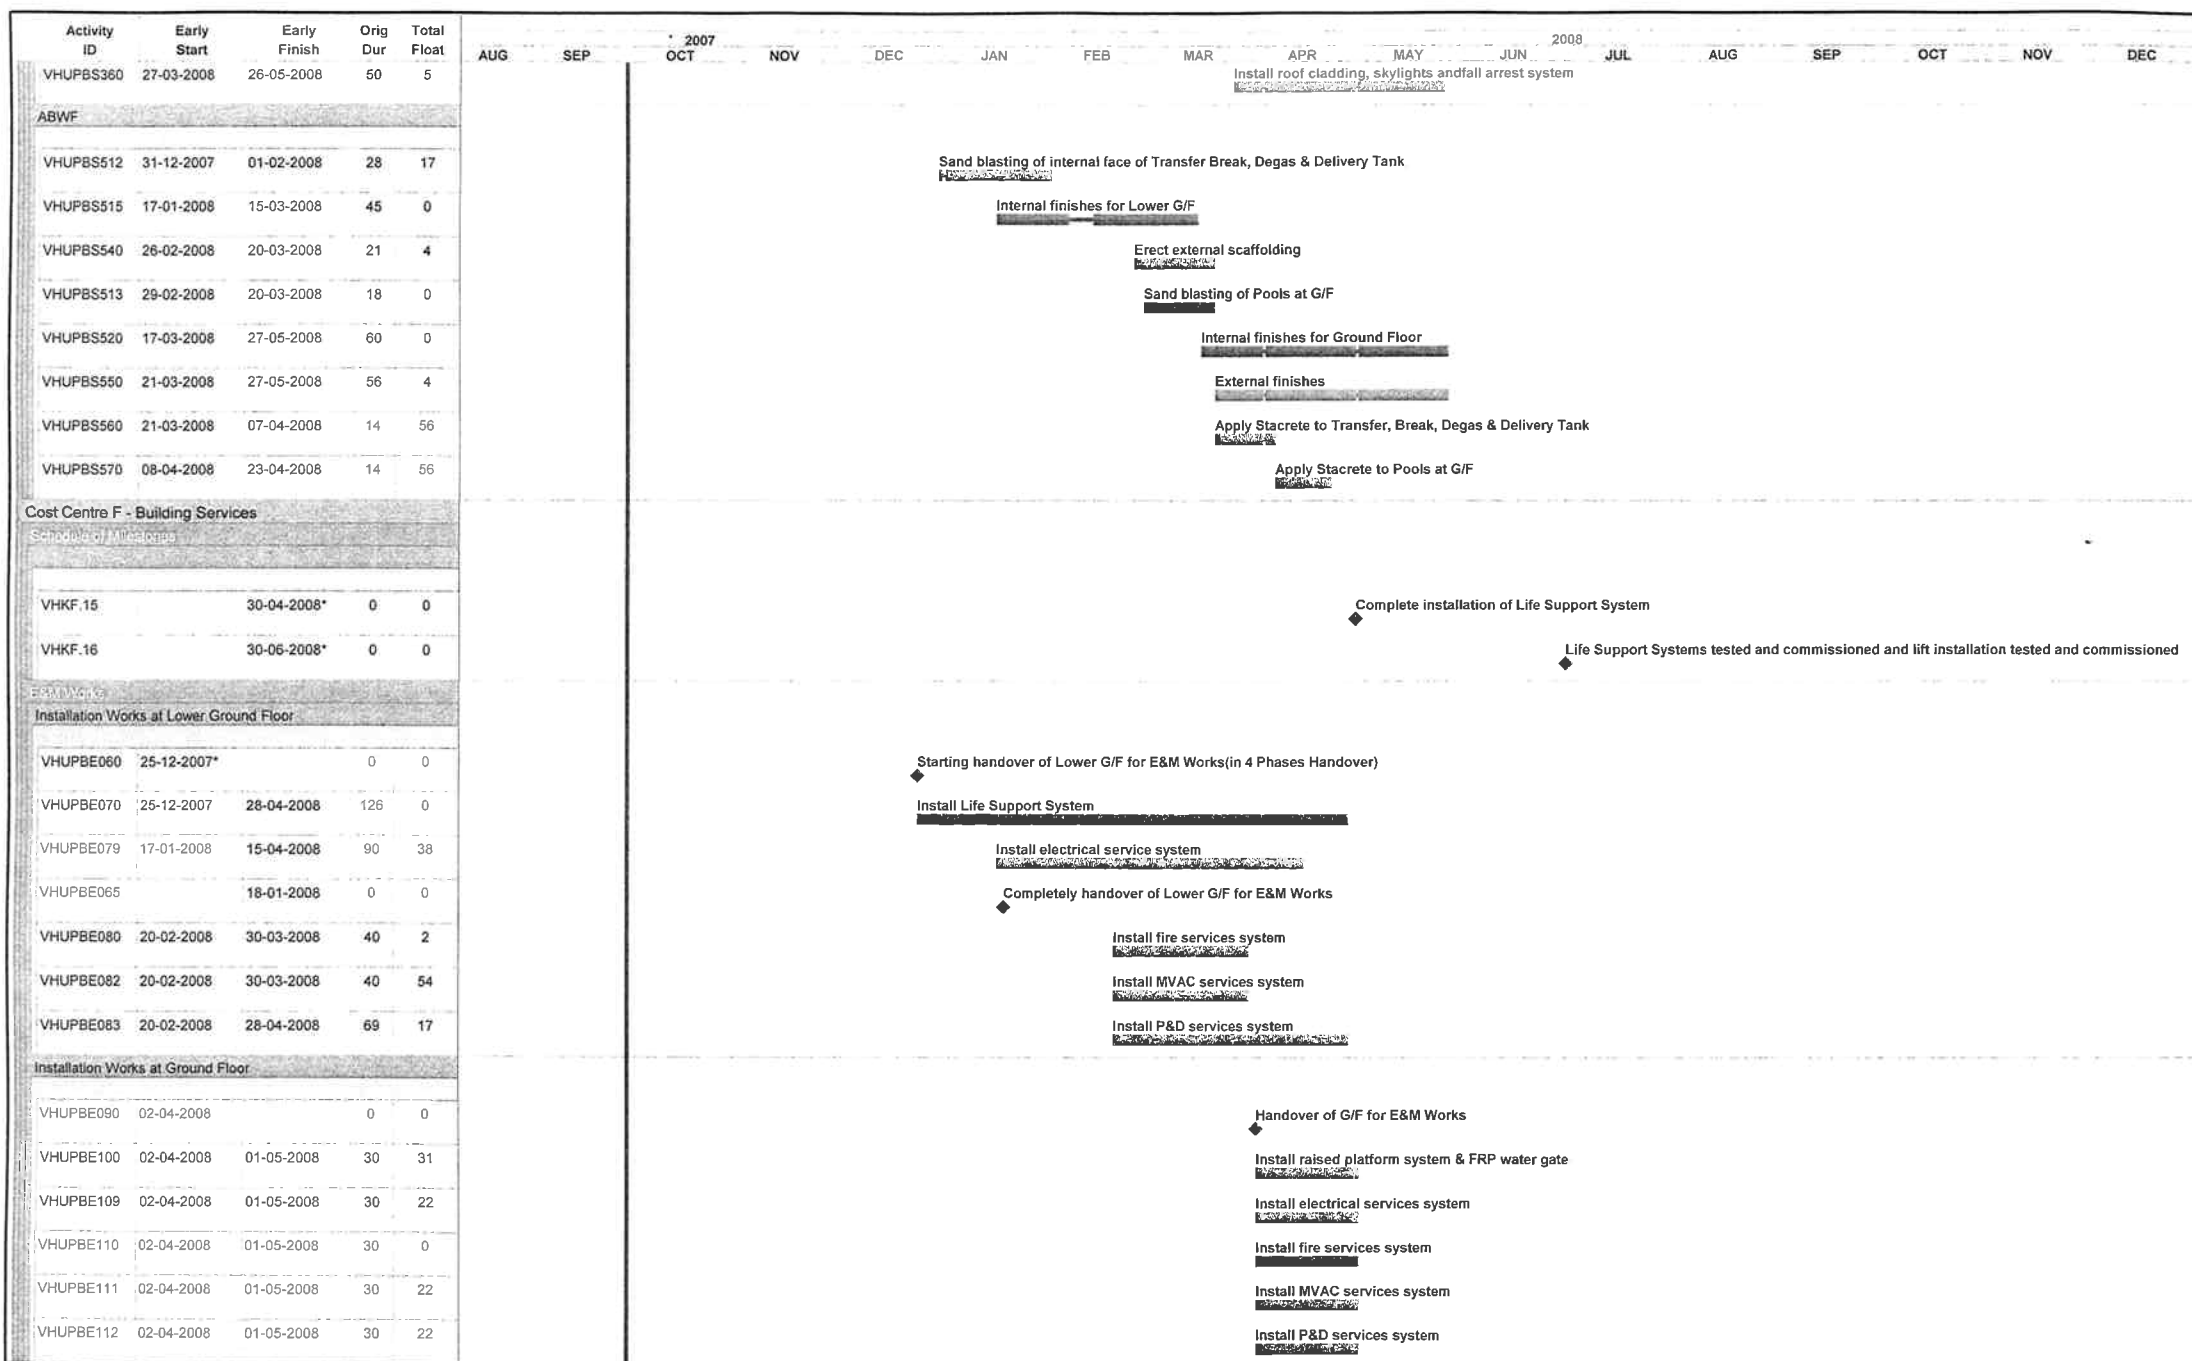 Activity ID Early Start Early Finish Orig Dur Total Float
2007 2008
AUG SEP OCT NOV DEC JAN FEB MAR APR MAY JUN JUL AUG SEP OCT NOV DEC
VHUPBS360 27-03-2008 26-05-2008 50 5 Install roof cladding, skylights andfall arrest system
ABWF
VHUPBS512 31-12-2007 01-02-2008 28 17 Sand blasting of internal face of Transfer Break, Degas & Delivery Tank
VHUPBS515 17-01-2008 15-03-2008 45 0 Internal finishes for Lower G/F
VHUPBS540 26-02-2008 20-03-2008 21 4 Erect external scaffolding
VHUPBS513 29-02-2008 20-03-2008 18 0 Sand blasting of Pools at G/F
VHUPBS520 17-03-2008 27-05-2008 60 0 Internal finishes for Ground Floor
VHUPBS550 21-03-2008 27-05-2008 56 4 External finishes
VHUPBS560 21-03-2008 07-04-2008 14 56 Apply Stacrete to Transfer, Break, Degas & Delivery Tank
VHUPBS570 08-04-2008 23-04-2008 14 56 Apply Stacrete to Pools at G/F
Cost Centre F - Building Services
Schedule of Milestones
VHKF.15 30-04-2008* 0 0 Complete installation of Life Support System
VHKF.16 30-06-2008* 0 0 Life Support Systems tested and commissioned and lift installation tested and commissioned
E&M Works
Installation Works at Lower Ground Floor
VHUPBE060 25-12-2007* 0 0 Starting handover of Lower G/F for E&M Works(in 4 Phases Handover)
VHUPBE070 25-12-2007 28-04-2008 126 0 Install Life Support System
VHUPBE079 17-01-2008 15-04-2008 90 38 Install electrical service system
VHUPBE065 18-01-2008 0 0 Completely handover of Lower G/F for E&M Works
VHUPBE080 20-02-2008 30-03-2008 40 2 Install fire services system
VHUPBE082 20-02-2008 30-03-2008 40 54 Install MVAC services system
VHUPBE083 20-02-2008 28-04-2008 69 17 Install P&D services system
Installation Works at Ground Floor
VHUPBE090 02-04-2008 0 0 Handover of G/F for E&M Works
VHUPBE100 02-04-2008 01-05-2008 30 31 Install raised platform system & FRP water gate
VHUPBE109 02-04-2008 01-05-2008 30 22 Install electrical services system
VHUPBE110 02-04-2008 01-05-2008 30 0 Install fire services system
VHUPBE111 02-04-2008 01-05-2008 30 22 Install MVAC services system
VHUPBE112 02-04-2008 01-05-2008 30 22 Install P&D services system